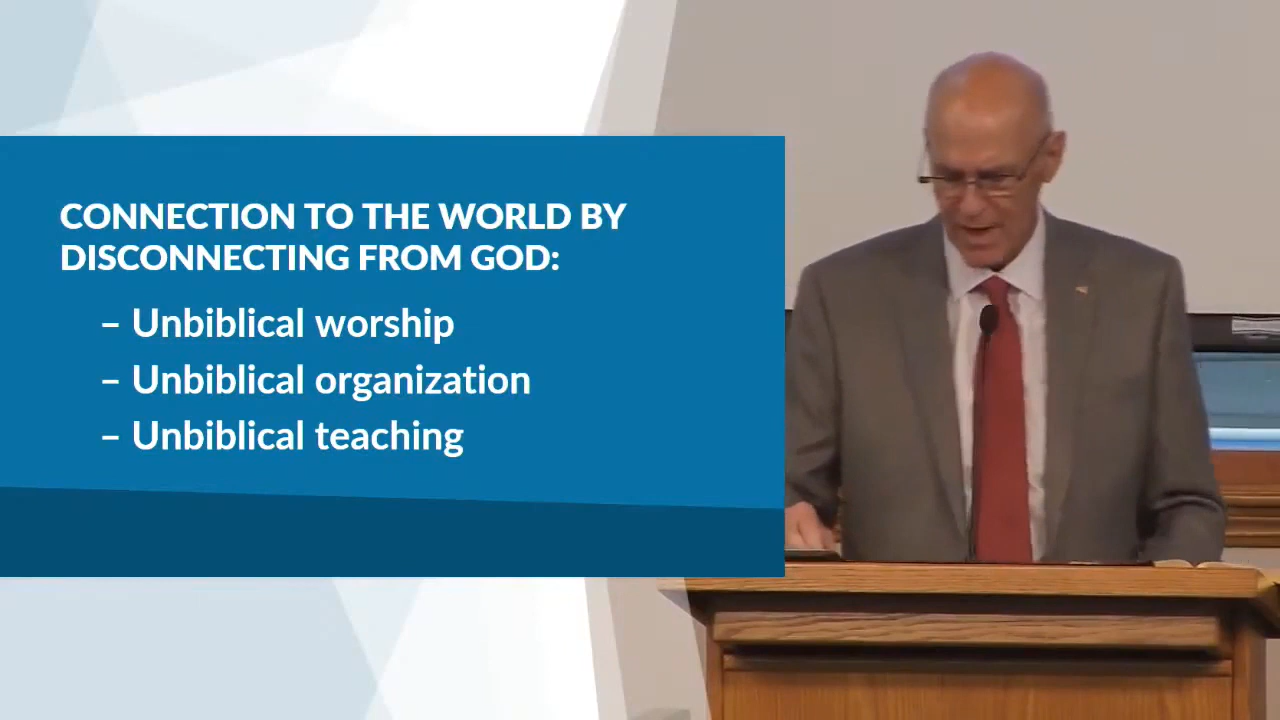 CONNECTION TO THE WORLD BY
DISCONNECTING FROM GOD:
– Unbiblical worship
– Unbiblical organization
– Unbiblical teaching